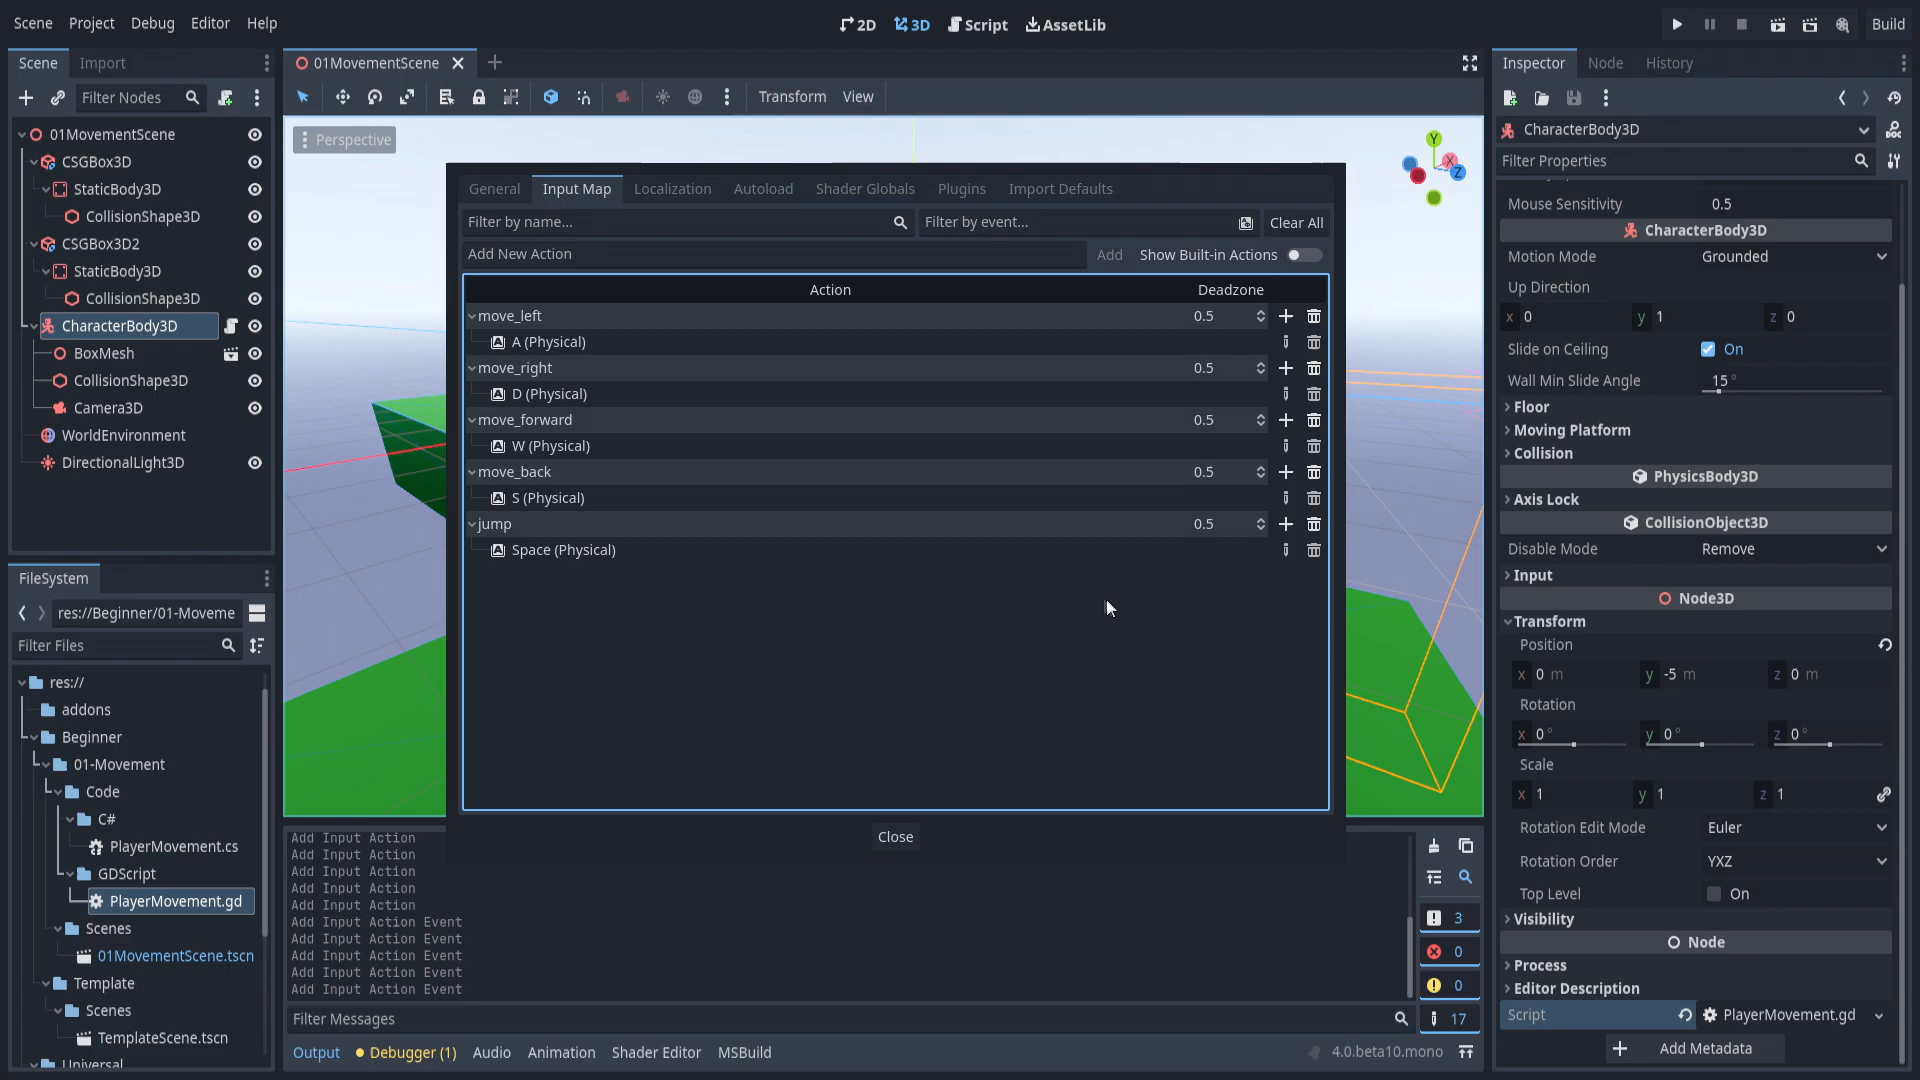 Scene Project Debug Editor Help
2D 3D Script AssetLib
Build
Scene Import
Filter Nodes
01MovementScene
CSGBox3D
StaticBody3D
CollisionShape3D
CSGBox3D2
StaticBody3D
CollisionShape3D
CharacterBody3D
BoxMesh
CollisionShape3D
Camera3D
WorldEnvironment
DirectionalLight3D
FileSystem
res://Beginner/01-Moveme
Filter Files
res://
addons
Beginner
01-Movement
Code
C#
PlayerMovement.cs
GDScript
PlayerMovement.gd
Scenes
01MovementScene.tscn
Template
Scenes
TemplateScene.tscn
Universal
01MovementScene
Transform View
Perspective
Y
X
Z
General Input Map Localization Autoload Shader Globals Plugins Import Defaults
Filter by name... Filter by event... Clear All
Add New Action Add Show Built-in Actions
Action Deadzone
move_left 0.5
A (Physical)
move_right 0.5
D (Physical)
move_forward 0.5
W (Physical)
move_back 0.5
S (Physical)
jump 0.5
Space (Physical)
Close
Add Input Action
Add Input Action
Add Input Action
Add Input Action
Add Input Action
Add Input Action Event
Add Input Action Event
Add Input Action Event
Add Input Action Event
Add Input Action Event
3
0
0
17
Filter Messages
Output Debugger (1) Audio Animation Shader Editor MSBuild 4.0.beta10.mono
Inspector Node History
CharacterBody3D
Filter Properties
Mouse Sensitivity 0.5
CharacterBody3D
Motion Mode Grounded
Up Direction
x 0 y 1 z 0
Slide on Ceiling On
Wall Min Slide Angle 15 °
Floor
Moving Platform
Collision
PhysicsBody3D
Axis Lock
CollisionObject3D
Disable Mode Remove
Input
Node3D
Transform
Position
x 0 m y -5 m z 0 m
Rotation
x 0 ° y 0 ° z 0 °
Scale
x 1 y 1 z 1
Rotation Edit Mode Euler
Rotation Order YXZ
Top Level On
Visibility
Node
Process
Editor Description
Script PlayerMovement.gd
Add Metadata